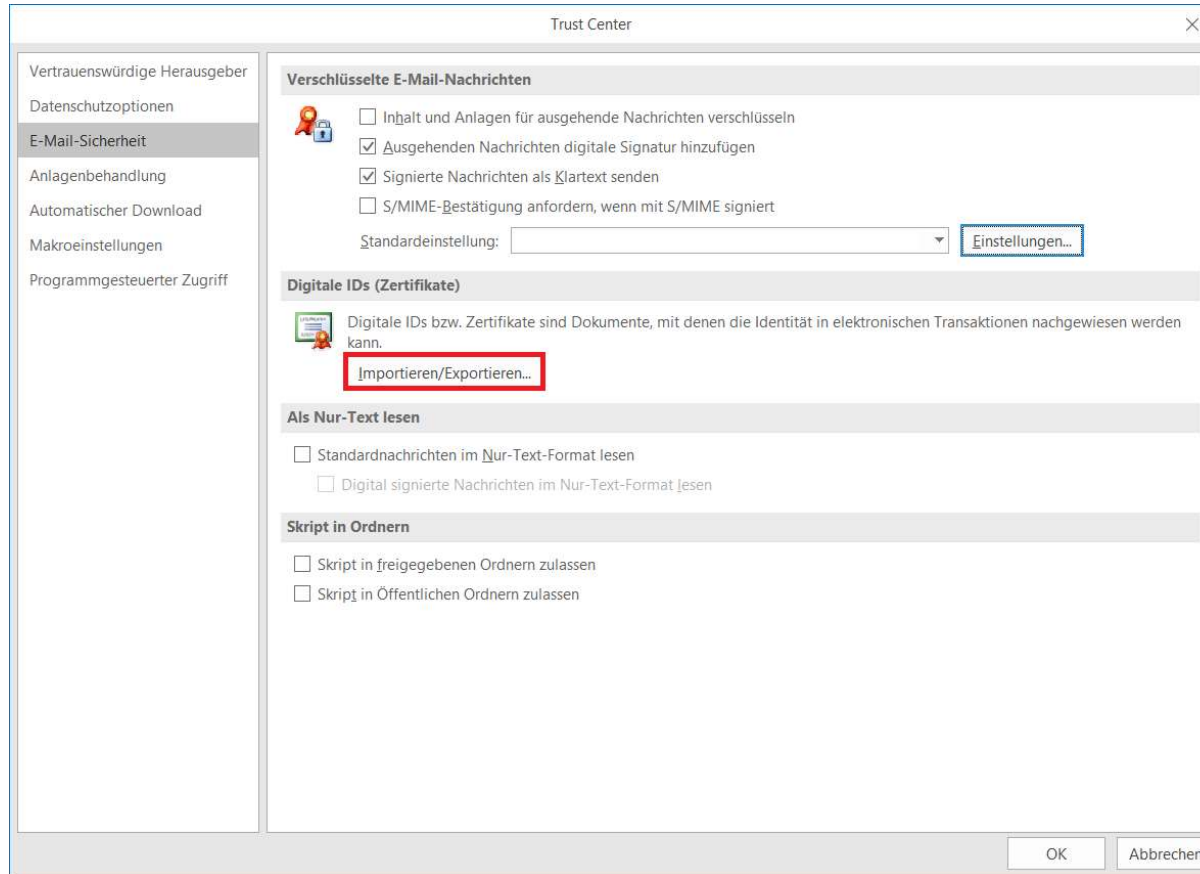 Trust Center
Vertrauenswürdige Herausgeber
Datenschutzoptionen
E-Mail-Sicherheit
Anlagenbehandlung
Automatischer Download
Makroeinstellungen
Programmgesteuerter Zugriff
Verschlüsselte E-Mail-Nachrichten
Inhalt und Anlagen für ausgehende Nachrichten verschlüsseln
Ausgehenden Nachrichten digitale Signatur hinzufügen
Signierte Nachrichten als Klartext senden
S/MIME-Bestätigung anfordern, wenn mit S/MIME signiert
Standardeinstellung:
Einstellungen...
Digitale IDs (Zertifikate)
Digitale IDs bzw. Zertifikate sind Dokumente, mit denen die Identität in elektronischen Transaktionen nachgewiesen werden
kann.
Importieren/Exportieren...
Als Nur-Text lesen
Standardnachrichten im Nur-Text-Format lesen
Digital signierte Nachrichten im Nur-Text-Format lesen
Skript in Ordnern
Skript in freigegebenen Ordnern zulassen
Skript in Öffentlichen Ordnern zulassen
OK
Abbrechen